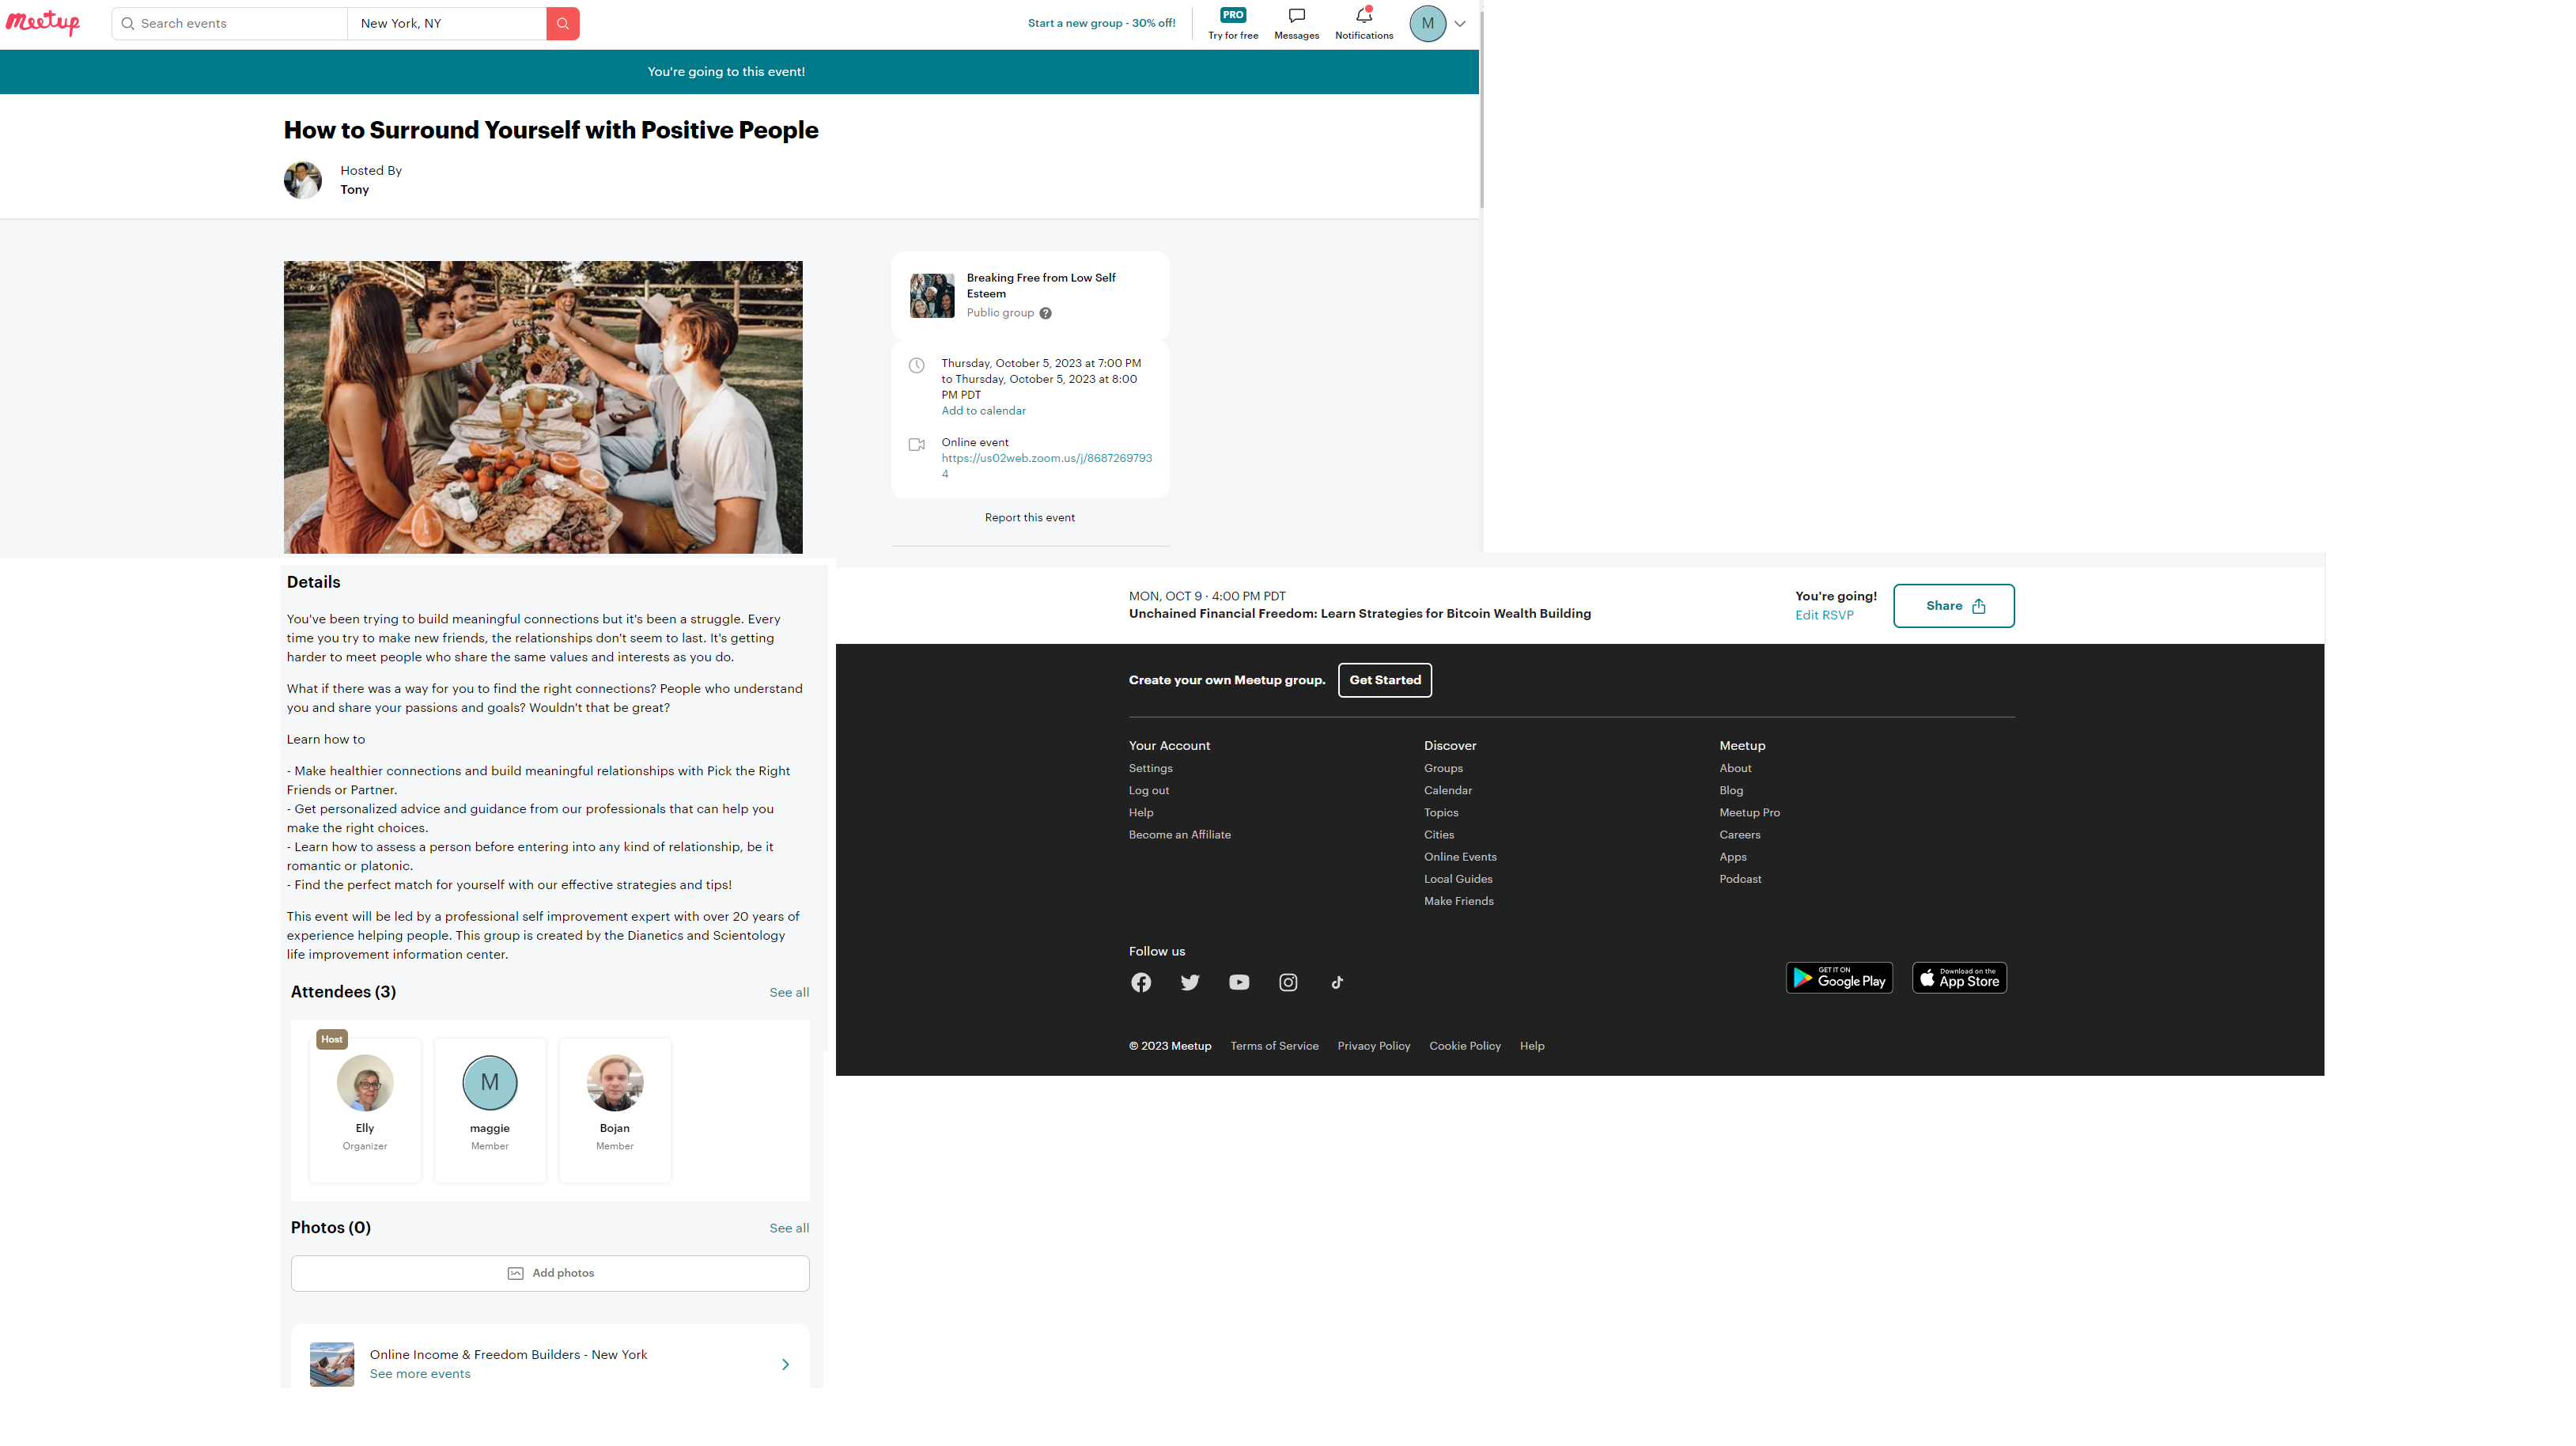 meetup
Search events
New York, NY
Start a new group - 30% off!
PRO
Try for free
Messages
Notifications
M
You're going to this event!
How to Surround Yourself with Positive People
Hosted By
Tony
Breaking Free from Low Self
Esteem
Public group ?
Thursday, October 5, 2023 at 7:00 PM
to Thursday, October 5, 2023 at 8:00
PM PDT
Add to calendar
Online event
https://us02web.zoom.us/j/8687269793
4
Report this event
Details
You've been trying to build meaningful connections but it's been a struggle. Every
time you try to make new friends, the relationships don't seem to last. It's getting
harder to meet people who share the same values and interests as you do.
What if there was a way for you to find the right connections? People who understand
you and share your passions and goals? Wouldn't that be great?
Learn how to
- Make healthier connections and build meaningful relationships with Pick the Right
Friends or Partner.
- Get personalized advice and guidance from our professionals that can help you
make the right choices.
- Learn how to assess a person before entering into any kind of relationship, be it
romantic or platonic.
- Find the perfect match for yourself with our effective strategies and tips!
This event will be led by a professional self improvement expert with over 20 years of
experience helping people. This group is created by the Dianetics and Scientology
life improvement information center.
Attendees (3)
See all
Host
Elly
Organizer
M
maggie
Member
Bojan
Member
Photos (0)
See all
Add photos
Online Income & Freedom Builders - New York
See more events
MON, OCT 9 · 4:00 PM PDT
Unchained Financial Freedom: Learn Strategies for Bitcoin Wealth Building
You're going!
Edit RSVP
Share
Create your own Meetup group.
Get Started
Your Account
Settings
Log out
Help
Become an Affiliate
Discover
Groups
Calendar
Topics
Cities
Online Events
Local Guides
Make Friends
Meetup
About
Blog
Meetup Pro
Careers
Apps
Podcast
Follow us
GET IT ON
Google Play
Download on the
App Store
© 2023 Meetup
Terms of Service
Privacy Policy
Cookie Policy
Help